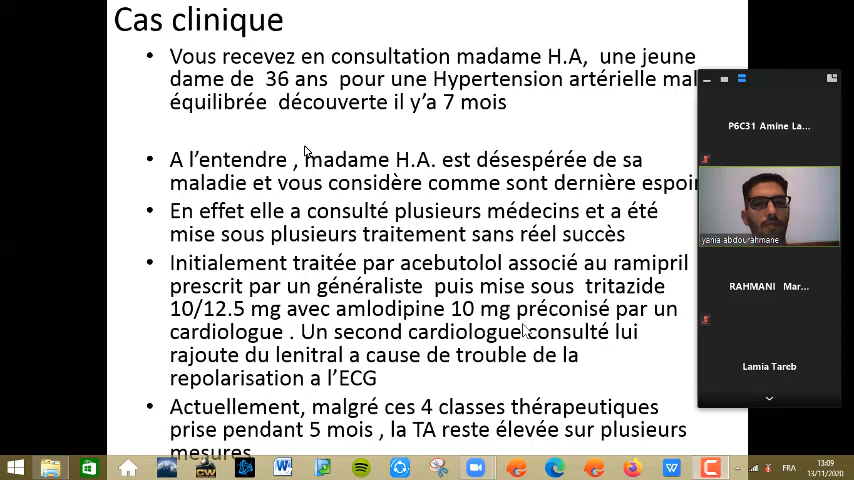 Cas clinique
• Vous recevez en consultation madame H.A, une jeune
dame de 36 ans pour une Hypertension artérielle mal
équilibrée découverte il y'a 7 mois
• A l'entendre , madame H.A. est désespérée de sa
maladie et vous considère comme sont dernière espoir
• En effet elle a consulté plusieurs médecins et a été
mise sous plusieurs traitement sans réel succès
• Initialement traitée par acebutolol associé au ramipril
prescrit par un généraliste puis mise sous tritazide
10/12.5 mg avec amlodipine 10 mg préconisé par un
cardiologue . Un second cardiologue consulté lui
rajoute du lenitral a cause de trouble de la
repolarisation a l'ECG
• Actuellement, malgré ces 4 classes thérapeutiques
prise pendant 5 mois , la TA reste élevée sur plusieurs
mesures
P6C31 Amine La...
yania abdourahmane
RAHMANI Mar...
Lamia Tareb
CW
W
W
C
FRA
13:09
13/11/2020